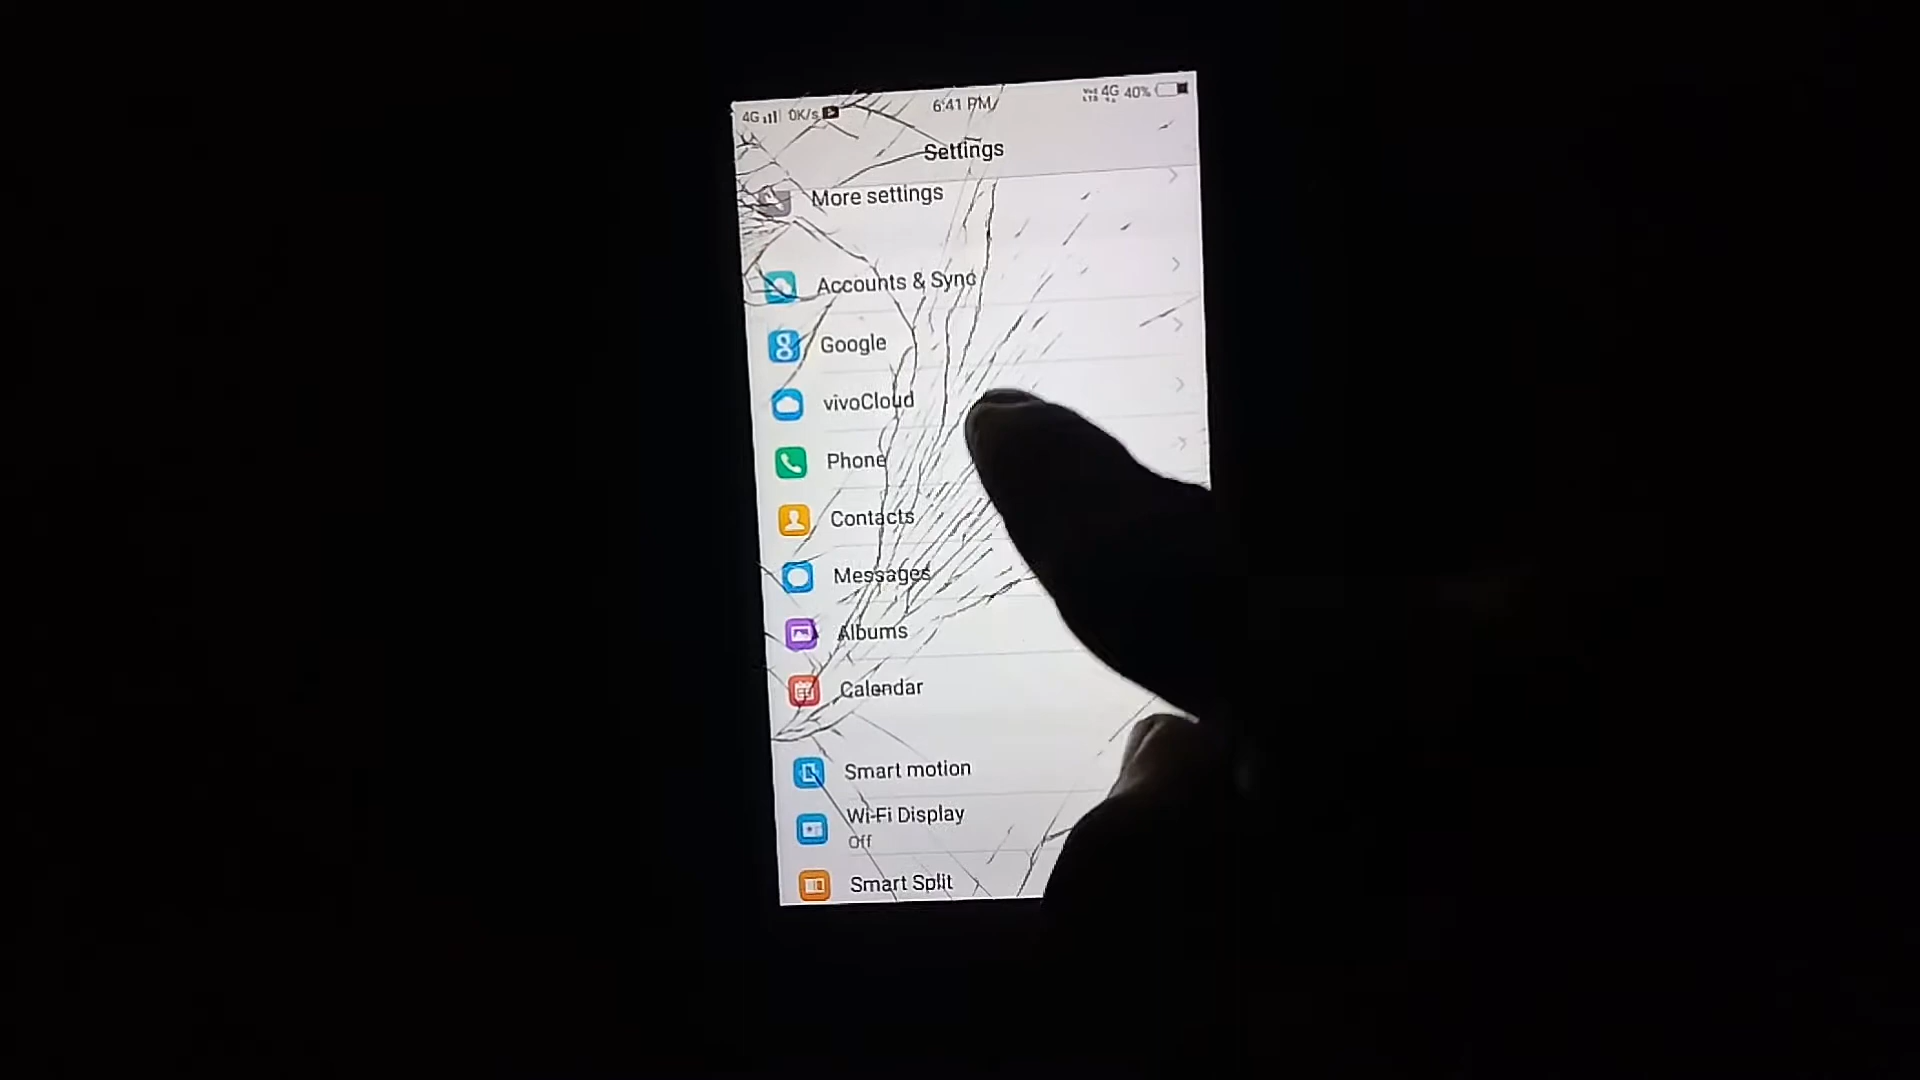 4G 0K/s 6:41 PM 4G 40%
Settings
More settings
Accounts & Sync
Google
vivoCloud
Phone
Contacts
Messages
Albums
Calendar
Smart motion
Wi-Fi Display
Off
Smart Split